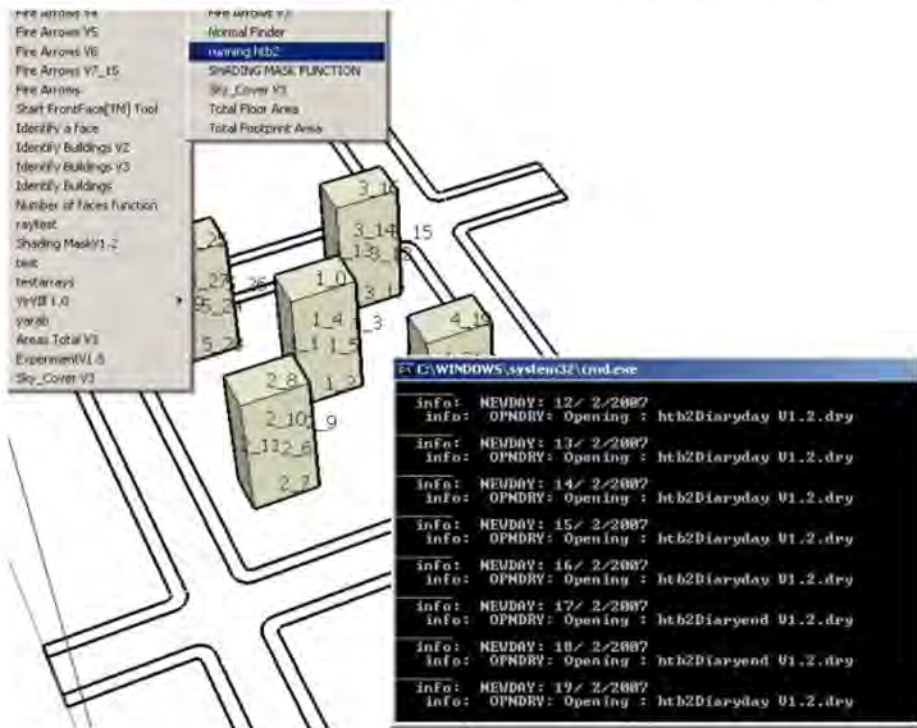 Fire Arrows V4
Fire Arrows V5
Fire Arrows V6
Fire Arrows V7_15
Fire Arrows
Start FrontFace[TM] Tool
Identify a face
Identify Buildings V2
Identify Buildings V3
Identify Buildings
Number of faces function
raytest
Shading MaskV1.2
test
testarrays
VirVil 1.0
yarab
Areas Total V3
ExperimentV1.5
Sky_Cover V3
Normal Finder
running htb2
SHADING MASK FUNCTION
Sky_Cover V3
Total Floor Area
Total Footprint Area
3_14
15
1_0
4_19
1_4
_3
1_5
2_8
2_10
_9
2_6
C:\WINDOWS\system32\cmd.exe
info: NEWDAY: 12/ 2/2007
info: OPNDRY: Opening : htb2Diaryday V1.2.dry
info: NEWDAY: 13/ 2/2007
info: OPNDRY: Opening : htb2Diaryday V1.2.dry
info: NEWDAY: 14/ 2/2007
info: OPNDRY: Opening : htb2Diaryday V1.2.dry
info: NEWDAY: 15/ 2/2007
info: OPNDRY: Opening : htb2Diaryday V1.2.dry
info: NEWDAY: 16/ 2/2007
info: OPNDRY: Opening : htb2Diaryday V1.2.dry
info: NEWDAY: 17/ 2/2007
info: OPNDRY: Opening : htb2Diaryend V1.2.dry
info: NEWDAY: 18/ 2/2007
info: OPNDRY: Opening : htb2Diaryend V1.2.dry
info: NEWDAY: 19/ 2/2007
info: OPNDRY: Opening : htb2Diaryday V1.2.dry